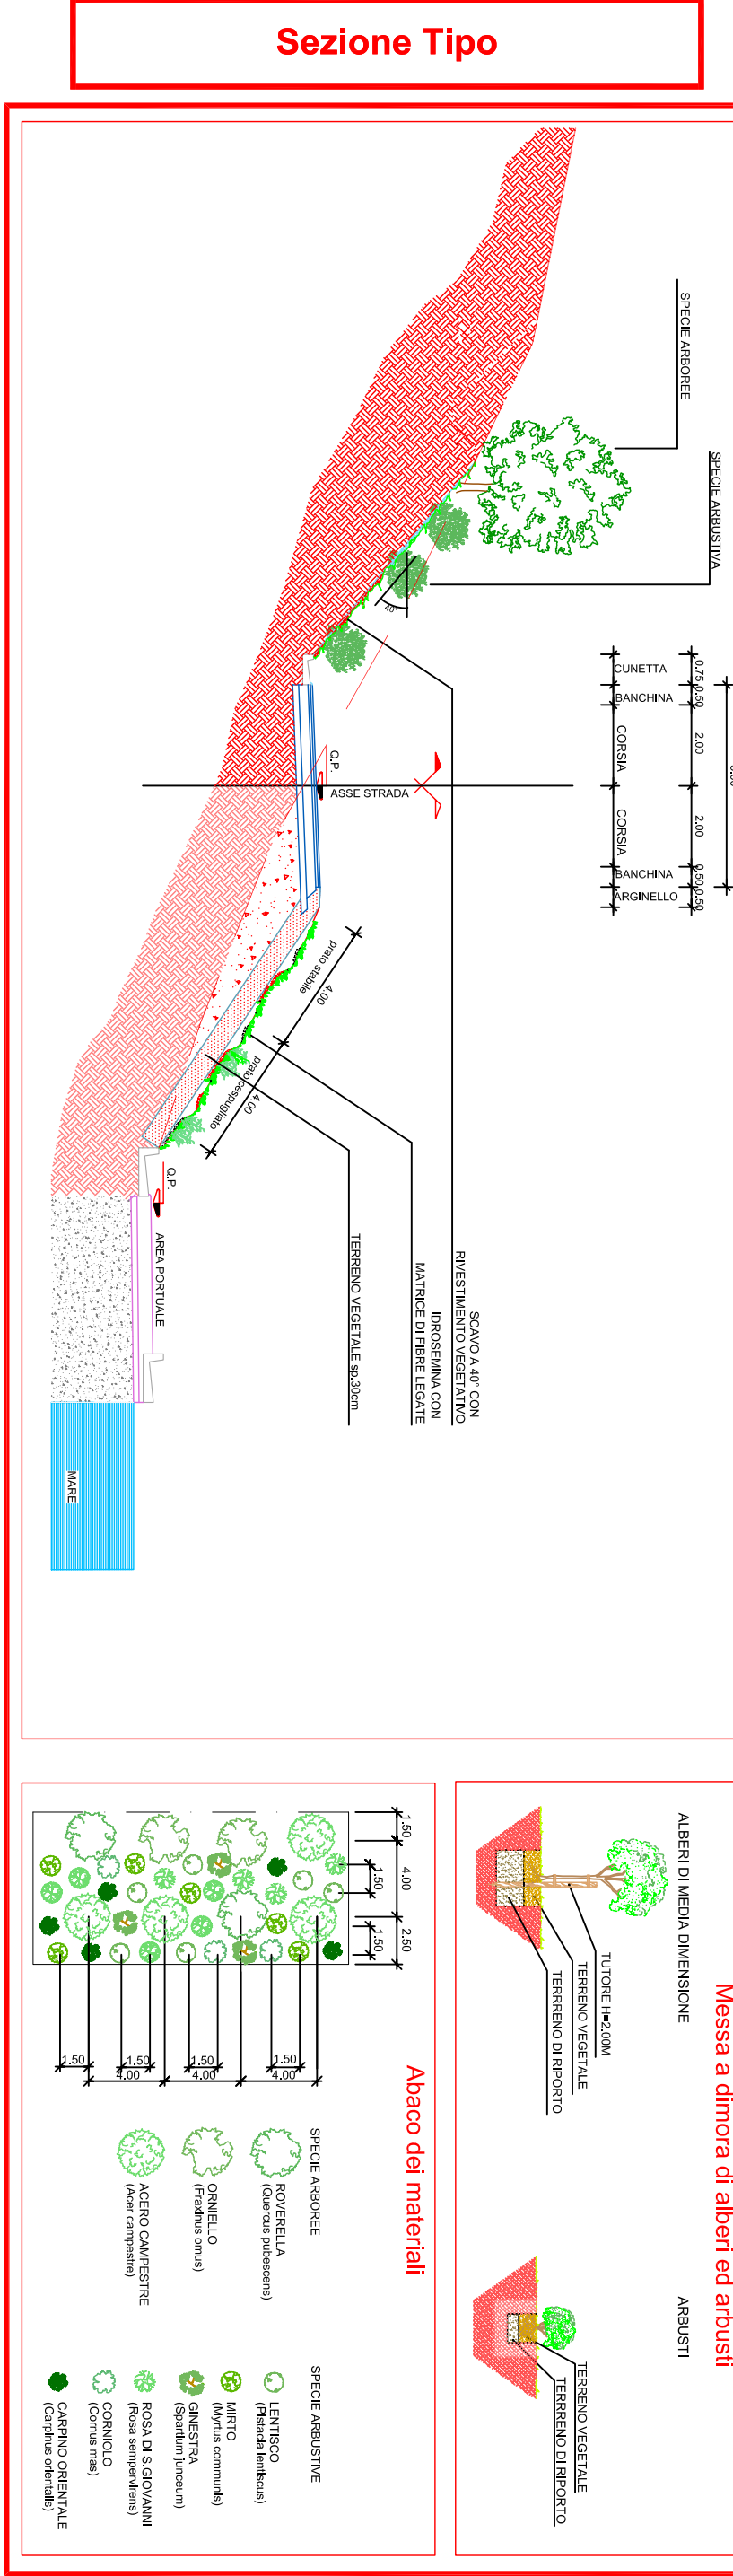 Sezione Tipo
SPECIE ARBOREE
SPECIE ARBUSTIVA
40°
0.75
0.50
2.00
2.00
0.50
0.50
CUNETTA
BANCHINA
CORSIA
CORSIA
BANCHINA
ARGINELLO
Q.P.
ASSE STRADA
prato stabile
4.00
prato cespugliato
4.00
SCAVO A 40° CON
RIVESTIMENTO VEGETATIVO
IDROSEMINA CON
MATRICE DI FIBRE LEGATE
TERRENO VEGETALE sp.30cm
Q.P.
AREA PORTUALE
MARE
Messa a dimora di alberi ed arbusti
ALBERI DI MEDIA DIMENSIONE
TUTORE H=2.00M
TERRENO VEGETALE
TERRRENO DI RIPORTO
ARBUSTI
TERRENO VEGETALE
TERRRENO DI RIPORTO
Abaco dei materiali
1.50
4.00
2.50
1.50
1.50
1.50
1.50
1.50
1.50
4.00
4.00
4.00
SPECIE ARBOREE
ROVERELLA
(Quercus pubescens)
ORNIELLO
(Fraxinus ornus)
ACERO CAMPESTRE
(Acer campestre)
SPECIE ARBUSTIVE
LENTISCO
(Pistacia lentiscus)
MIRTO
(Myrtus communis)
GINESTRA
(Spartium junceum)
ROSA DI S.GIOVANNI
(Rosa sempervirens)
CORNIOLO
(Cornus mas)
CARPINO ORIENTALE
(Carpinus orientalis)